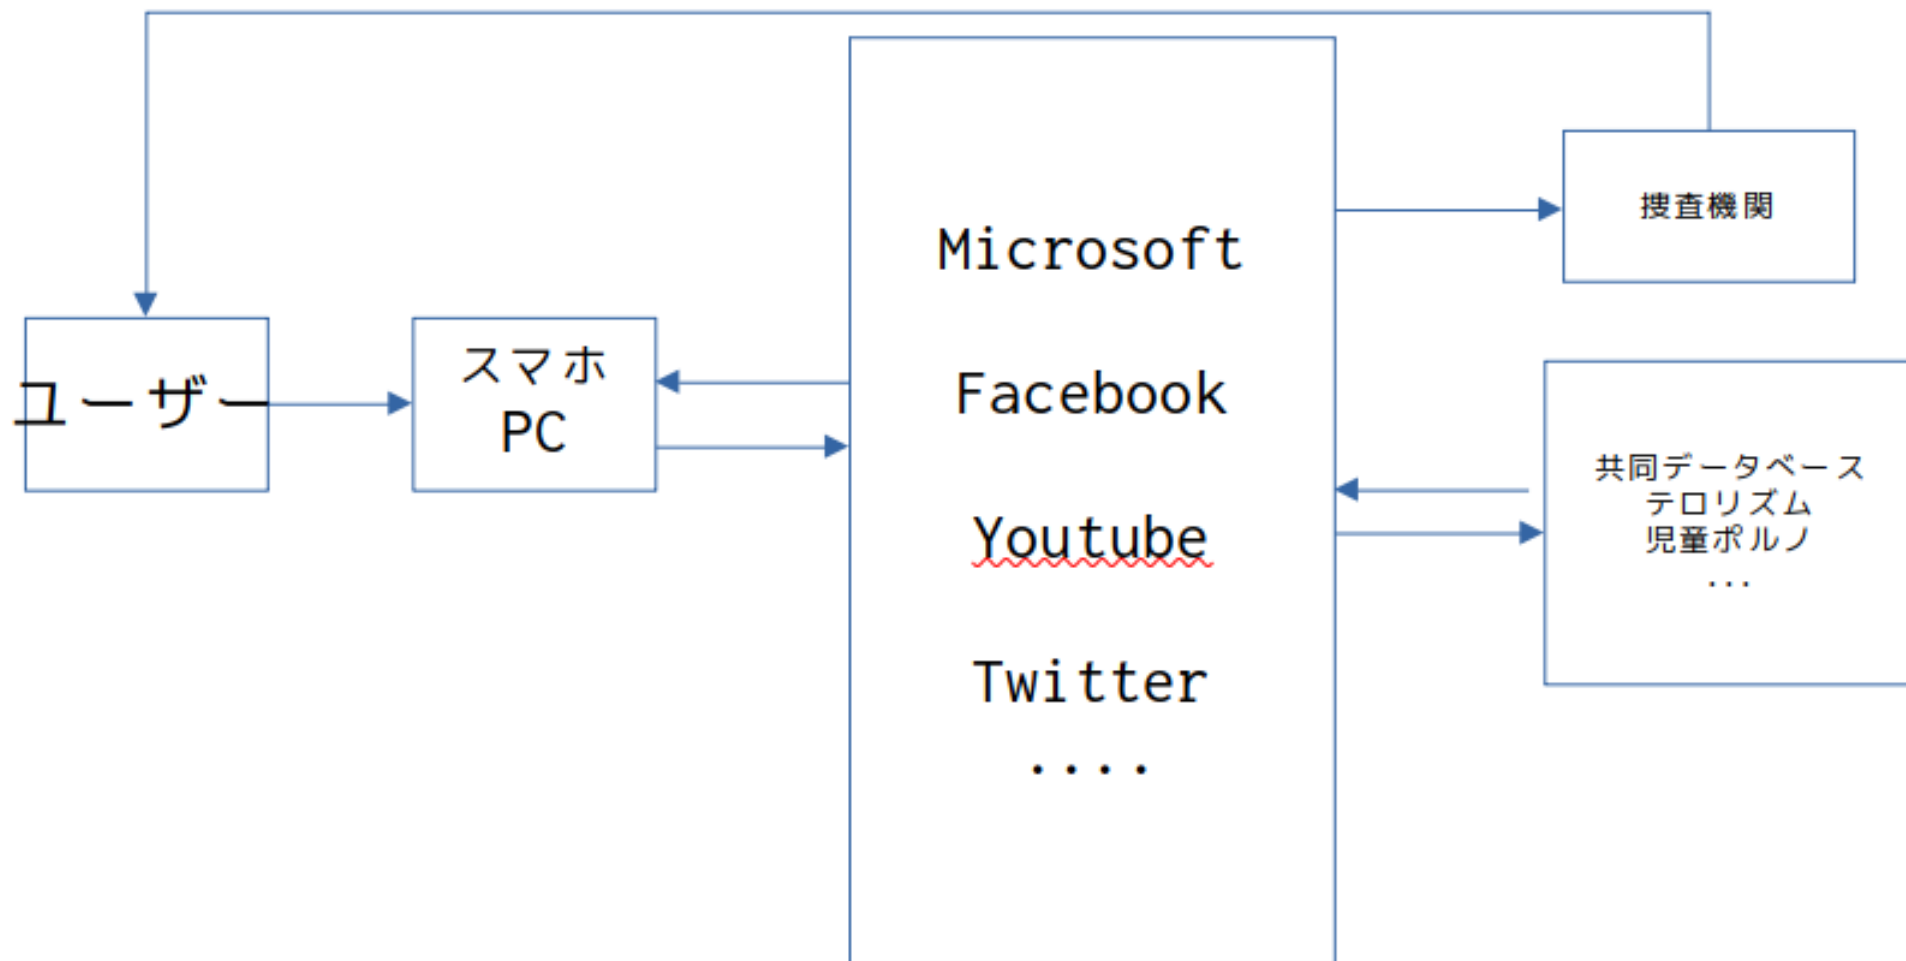 捜査機関
ユーザー
スマホ
PC
Microsoft
Facebook
Youtube
Twitter
....
共同データベース
テロリズム
児童ポルノ
...